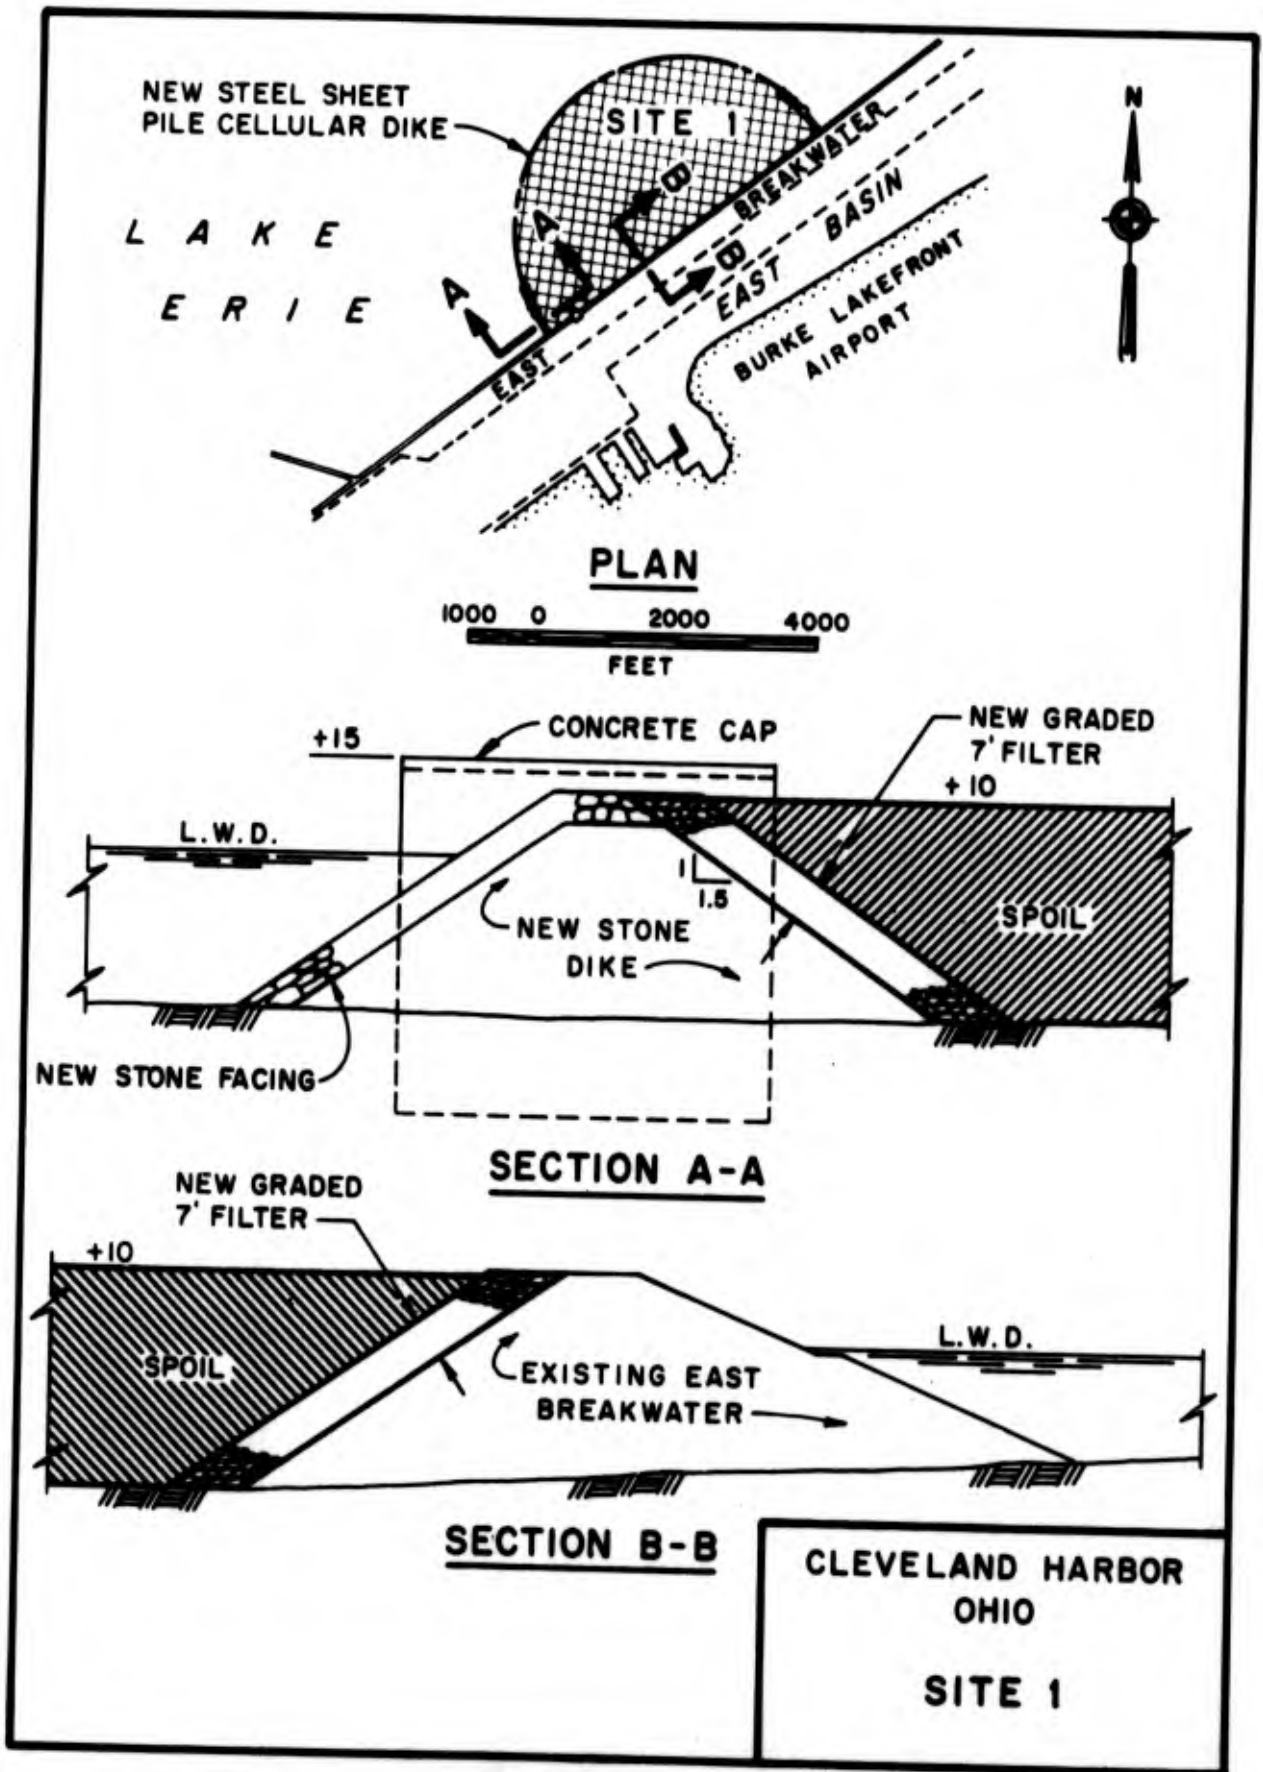 NEW STEEL SHEET
PILE CELLULAR DIKE
SITE 1
N
LAKE
ERIE
A
A
B
B
EAST
BREAKWATER
EAST BASIN
BURKE LAKEFRONT
AIRPORT
PLAN
1000 0 2000 4000
FEET
+15
CONCRETE CAP
NEW GRADED
7' FILTER
+10
L.W.D.
1
1.5
NEW STONE
DIKE
SPOIL
NEW STONE FACING
SECTION A-A
NEW GRADED
7' FILTER
+10
SPOIL
L.W.D.
EXISTING EAST
BREAKWATER
SECTION B-B
CLEVELAND HARBOR
OHIO
SITE 1